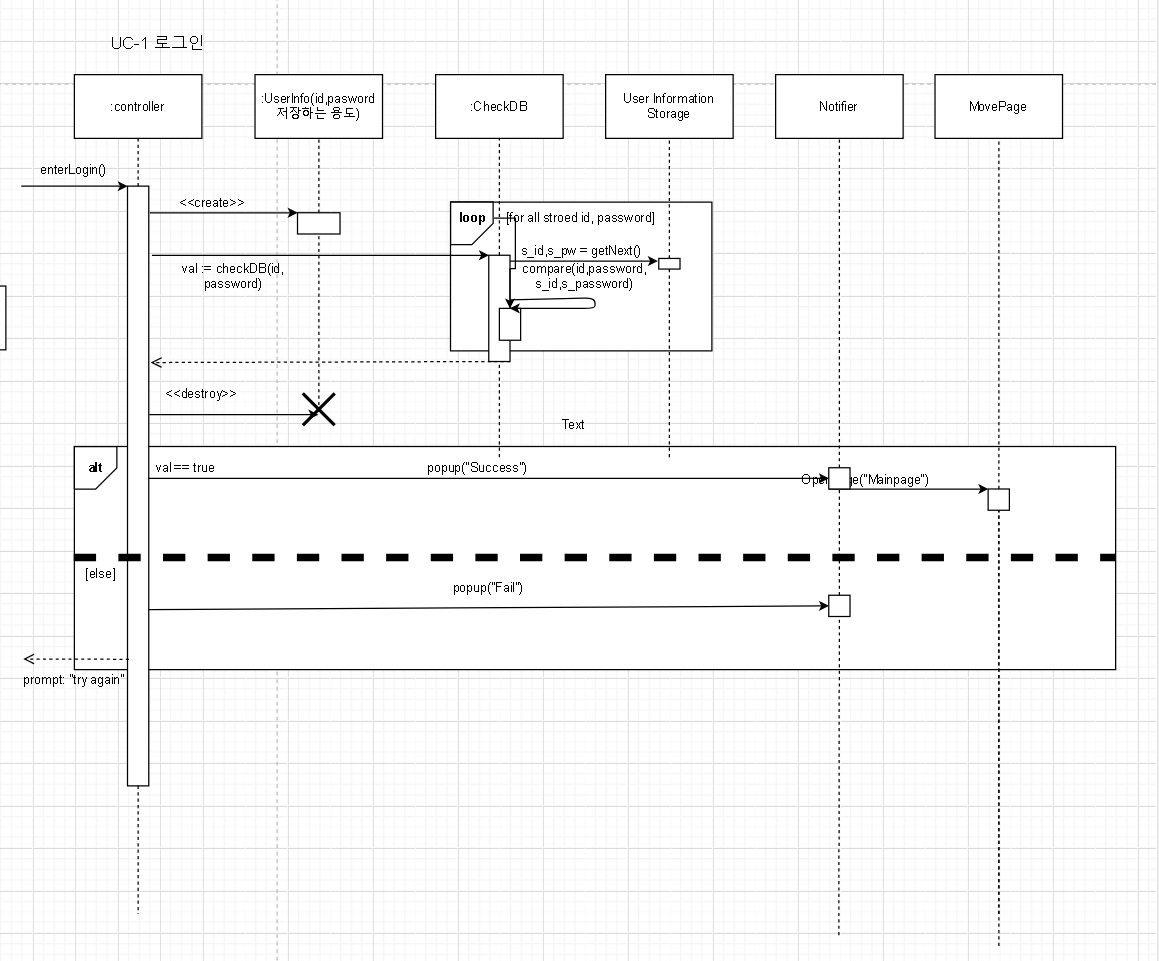 UC-1 로그인
:controller
:UserInfo(id,pasword
저장하는 용도)
:CheckDB
User Information
Storage
Notifier
MovePage
enterLogin()
<<create>>
loop
[for all stroed id, password]
s_id,s_pw = getNext()
val := checkDB(id,
password)
compare(id,password,
s_id,s_password)
<<destroy>>
Text
alt
val== true
popup("Success")
"Mainpage")
[else]
popup("Fail")
prompt: "try again"